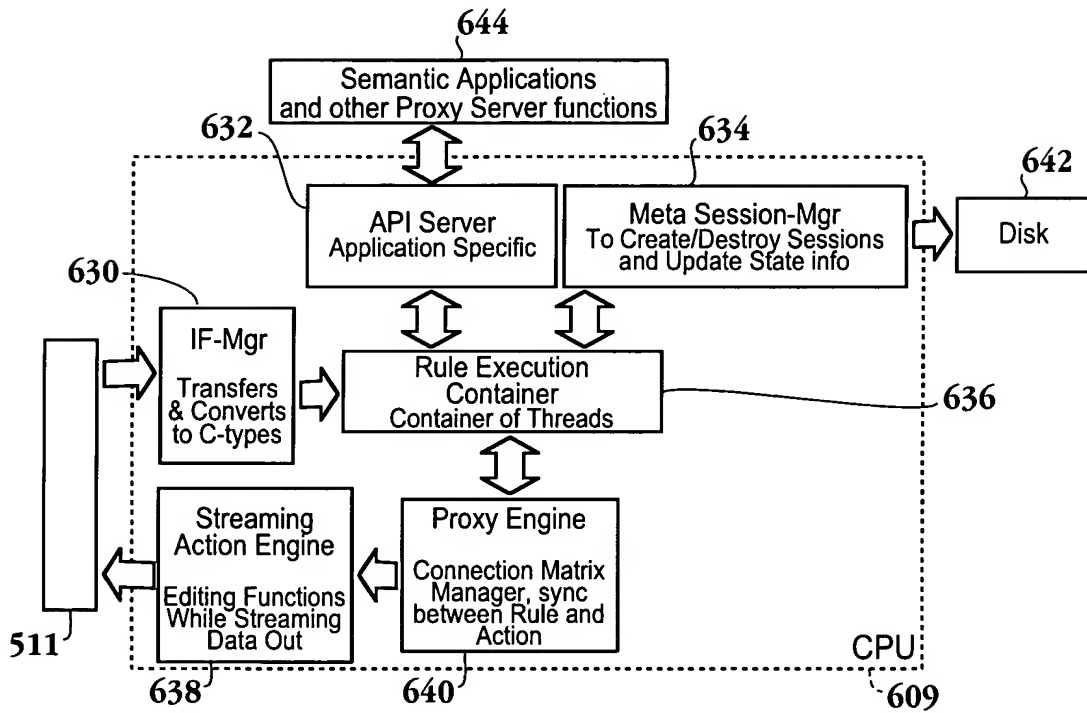 644
Semantic Applications
and other Proxy Server functions
632
634
642
API Server
Application Specific
Meta Session-Mgr
To Create/Destroy Sessions
and Update State info
Disk
630
IF-Mgr
Transfers
& Converts
to C-types
Rule Execution
Container
Container of Threads
636
Streaming
Action Engine
Editing Functions
While Streaming
Data Out
Proxy Engine
Connection Matrix
Manager, sync
between Rule and
Action
511
638
640
CPU
609